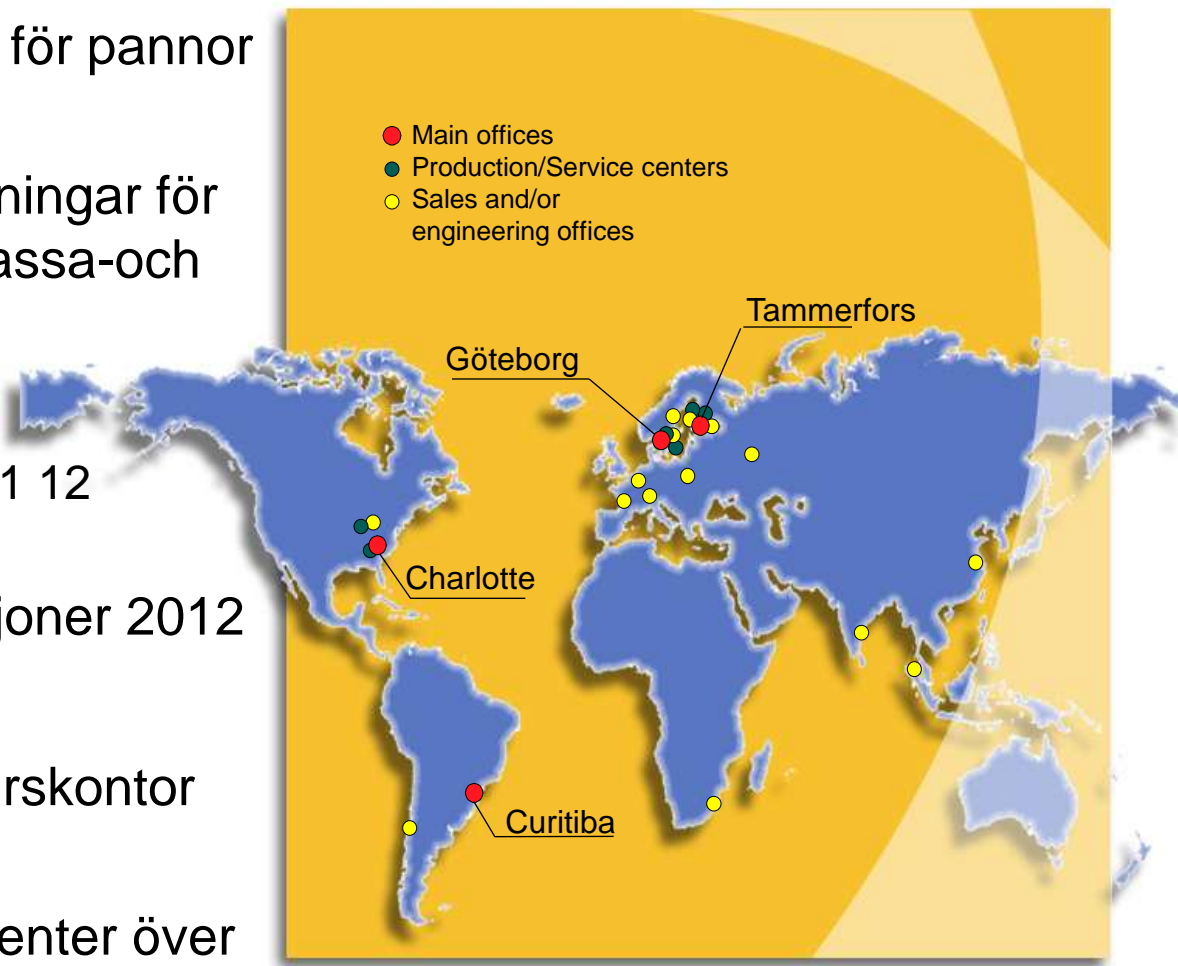 för pannor
ningar för
assa-och
1 12
joner 2012
rskontor
enter över
Main offices
Production/Service centers
Sales and/or
engineering offices
Tammerfors
Göteborg
Charlotte
Curitiba